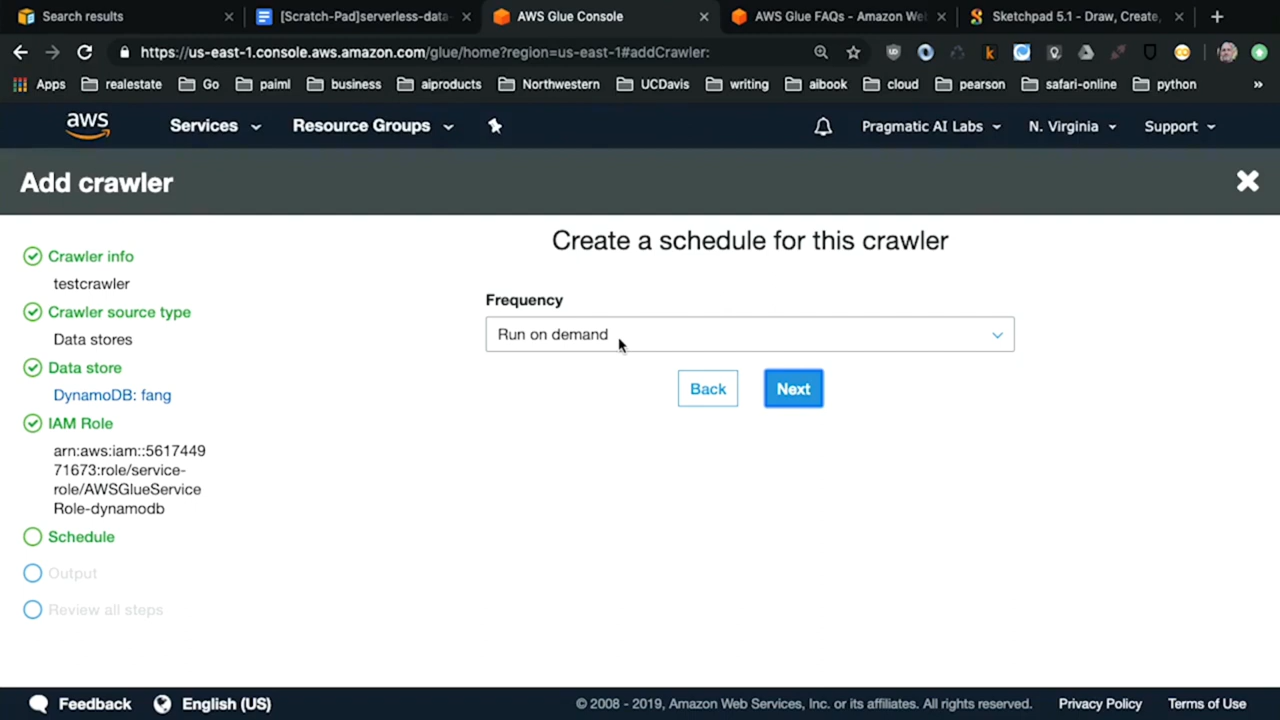 Search results
[Scratch-Pad]serverless-data-
AWS Glue Console
AWS Glue FAQs - Amazon Wel
Sketchpad 5.1 - Draw, Create,
https://us-east-1.console.aws.amazon.com/glue/home?region=us-east-1#addCrawler:
Apps
realestate
Go
paiml
business
aiproducts
Northwestern
UCDavis
writing
aibook
cloud
pearson
safari-online
python
»
aws
Services
Resource Groups
Pragmatic AI Labs
N. Virginia
Support
Add crawler
Crawler info
testcrawler
Crawler source type
Data stores
Data store
DynamoDB: fang
IAM Role
arn:aws:iam::5617449
71673:role/service-
role/AWSGlueService
Role-dynamodb
Schedule
Output
Review all steps
Create a schedule for this crawler
Frequency
Run on demand
Back
Next
Feedback
English (US)
© 2008 - 2019, Amazon Web Services, Inc. or its affiliates. All rights reserved.
Privacy Policy
Terms of Use